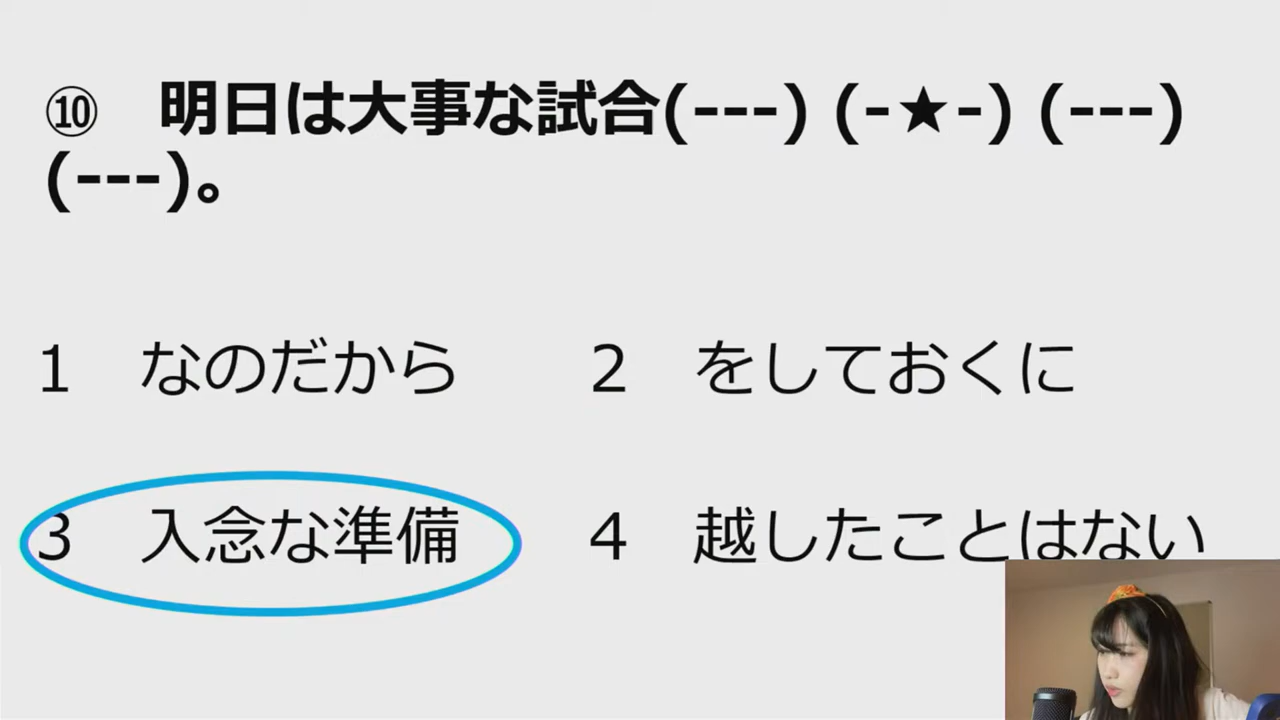 ⑩　明日は大事な試合(---) (-★-) (---)
(---)。
1　なのだから　　2　をしておくに
3　入念な準備　　4　越したことはない